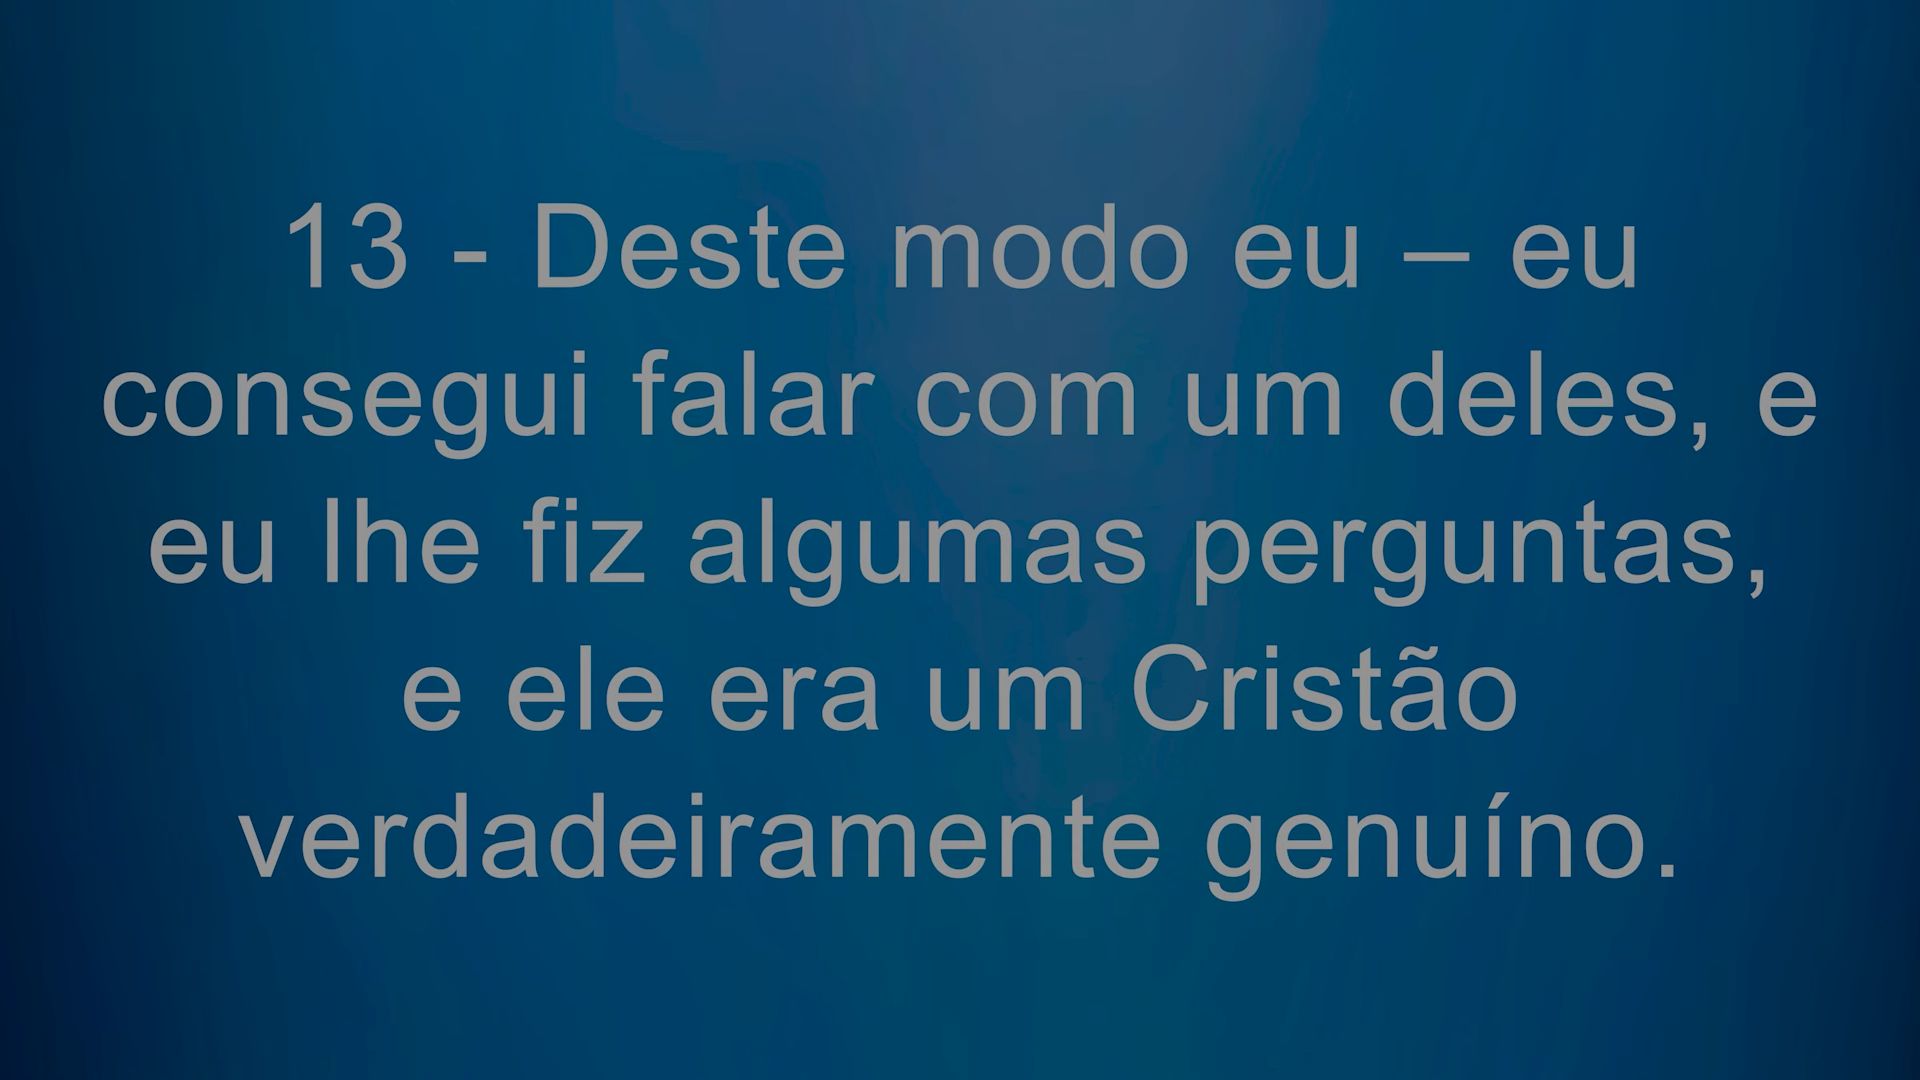 13 - Deste modo eu – eu
consegui falar com um deles, e
eu lhe fiz algumas perguntas,
e ele era um Cristão
verdadeiramente genuíno.